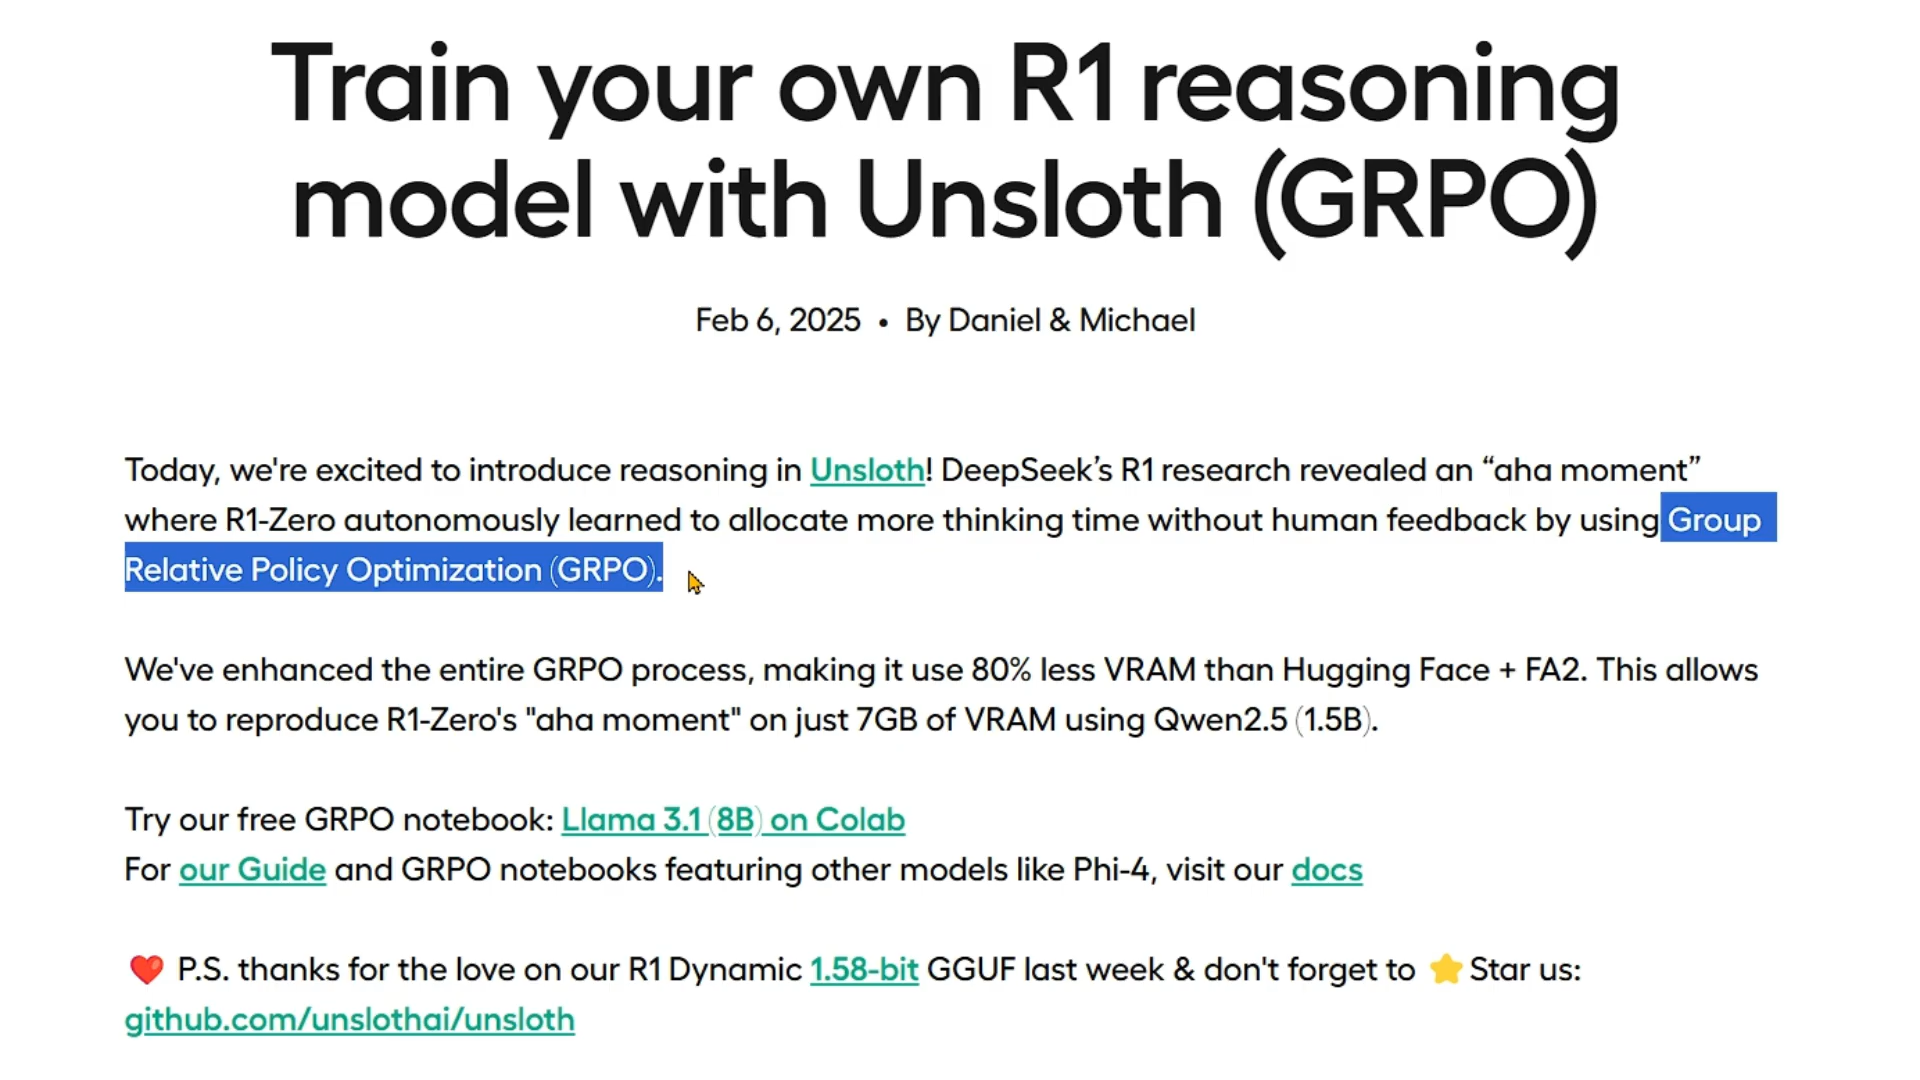 Train your own R1 reasoning
model with Unsloth (GRPO)
Feb 6, 2025 • By Daniel & Michael
Today, we're excited to introduce reasoning in Unsloth! DeepSeek’s R1 research revealed an “aha moment”
where R1-Zero autonomously learned to allocate more thinking time without human feedback by using Group
Relative Policy Optimization (GRPO).
We've enhanced the entire GRPO process, making it use 80% less VRAM than Hugging Face + FA2. This allows
you to reproduce R1-Zero's "aha moment" on just 7GB of VRAM using Qwen2.5 (1.5B).
Try our free GRPO notebook: Llama 3.1 (8B) on Colab
For our Guide and GRPO notebooks featuring other models like Phi-4, visit our docs
❤️ P.S. thanks for the love on our R1 Dynamic 1.58-bit GGUF last week & don't forget to ⭐ Star us:
github.com/unslothai/unsloth